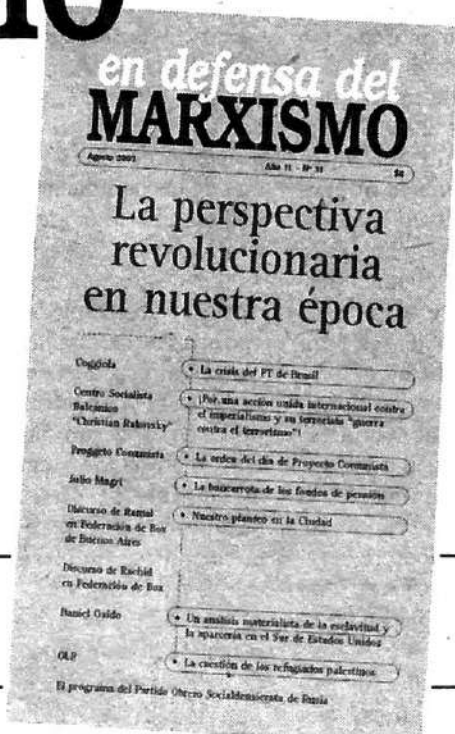 MO
en defensa del
MARXISMO
Agosto 2003 Año 11 - Nº $4
La perspectiva
revolucionaria
en nuestra época
Coggiola • La crisis del PT de Brasil
Centro Socialista
Balcánico
"Christian Rakovsky" • ¡Por una acción unida internacional contra
el imperialismo y su terrorista "guerra
contra el terrorismo"!
Proggeto Comunista • La orden del día de Proyecto Comunista
Julio Magri • La bancarrota de los fondos de pensión
Discurso de Ramal
en Federación de Box
de Buenos Aires • Nuestro planteo en la Ciudad
Discurso de Rachid
en Federación de Box
Daniel Gaido • Un análisis materialista de la esclavitud y
la aparcería en el Sur de Estados Unidos
OLP • La cuestión de los refugiados palestinos
El programa del Partido Obrero Socialdemócrata de Rusia